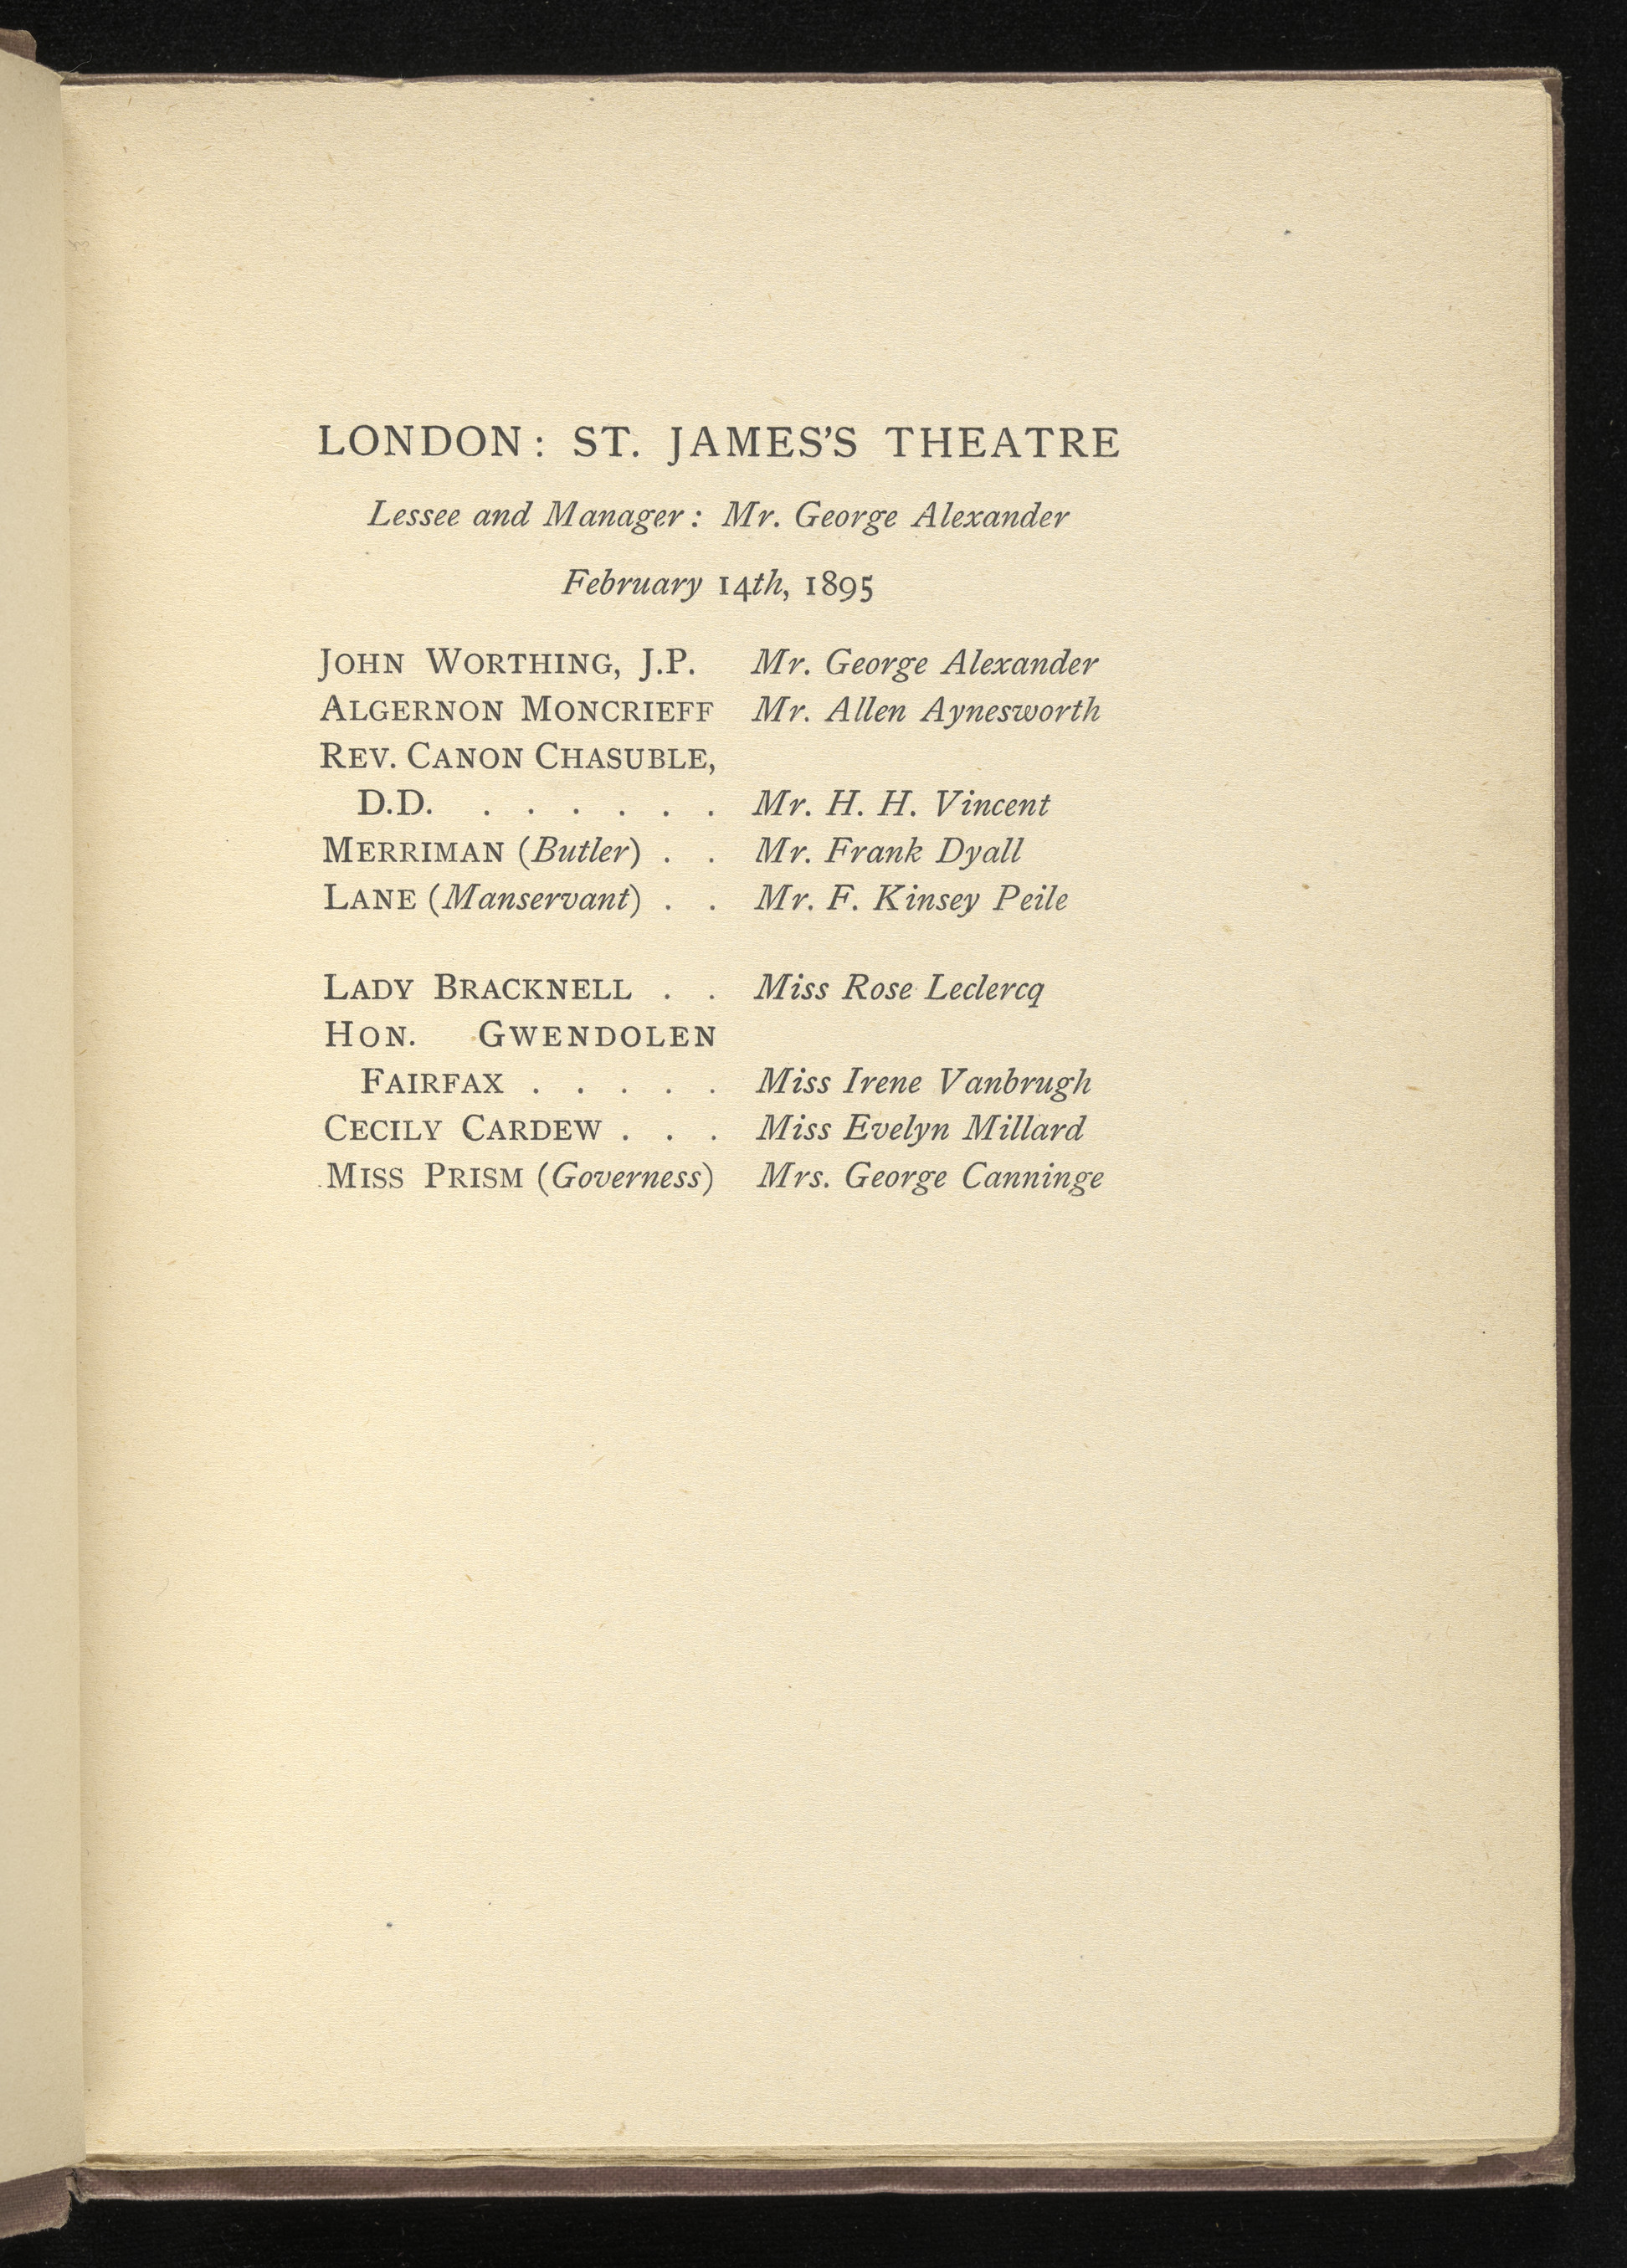 LONDON: ST. JAMES'S THEATRE
Lessee and Manager: Mr. George Alexander
February 14th, 1895
JOHN WORTHING, J.P. Mr. George Alexander
ALGERNON MONCRIEFF Mr. Allen Aynesworth
REV. CANON CHASUBLE,
D.D. . . . . . . Mr. H. H. Vincent
MERRIMAN (Butler) . . Mr. Frank Dyall
LANE (Manservant) . . Mr. F. Kinsey Peile
LADY BRACKNELL . . Miss Rose Leclercq
HON. GWENDOLEN
FAIRFAX . . . . . Miss Irene Vanbrugh
CECILY CARDEW . . . Miss Evelyn Millard
MISS PRISM (Governess) Mrs. George Canninge